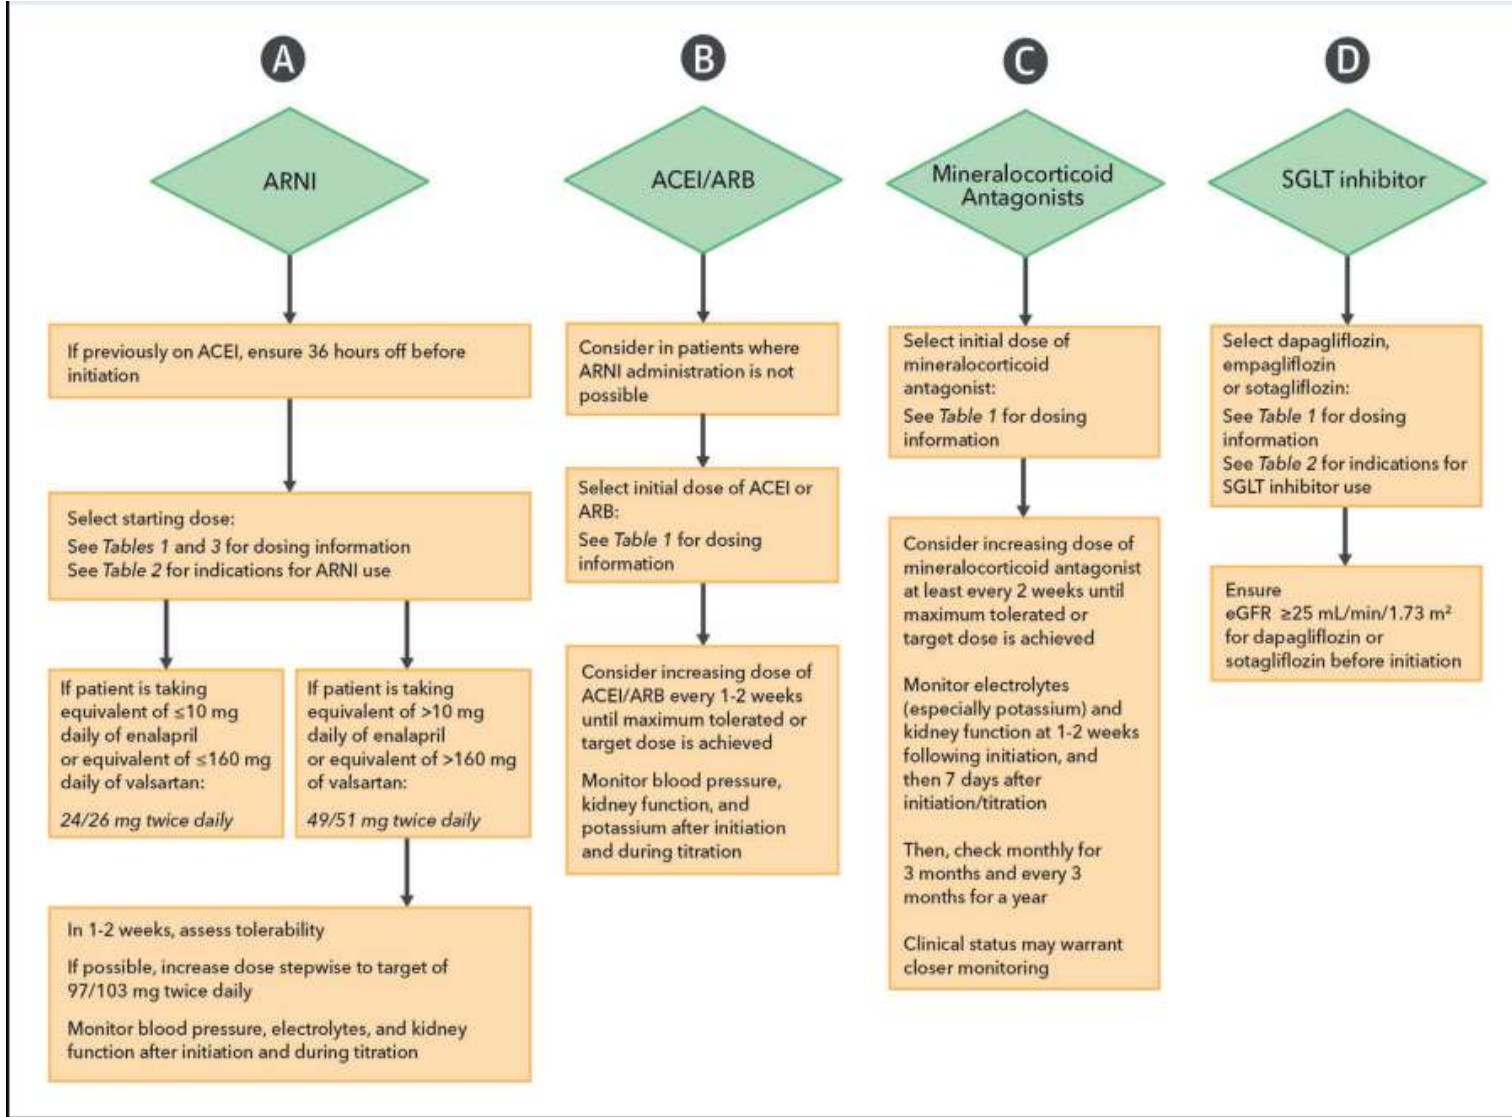 A
ARNI
If previously on ACEI, ensure 36 hours off before
initiation
Select starting dose:
See Tables 1 and 3 for dosing information
See Table 2 for indications for ARNI use
If patient is taking
equivalent of ≤10 mg
daily of enalapril
or equivalent of ≤160 mg
daily of valsartan:
24/26 mg twice daily
If patient is taking
equivalent of >10 mg
daily of enalapril
or equivalent of >160 mg
of valsartan:
49/51 mg twice daily
In 1-2 weeks, assess tolerability
If possible, increase dose stepwise to target of
97/103 mg twice daily
Monitor blood pressure, electrolytes, and kidney
function after initiation and during titration
B
ACEI/ARB
Consider in patients where
ARNI administration is not
possible
Select initial dose of ACEI or
ARB:
See Table 1 for dosing
information
Consider increasing dose of
ACEI/ARB every 1-2 weeks
until maximum tolerated or
target dose is achieved
Monitor blood pressure,
kidney function, and
potassium after initiation
and during titration
C
Mineralocorticoid
Antagonists
Select initial dose of
mineralocorticoid
antagonist:
See Table 1 for dosing
information
Consider increasing dose of
mineralocorticoid antagonist
at least every 2 weeks until
maximum tolerated or
target dose is achieved
Monitor electrolytes
(especially potassium) and
kidney function at 1-2 weeks
following initiation, and
then 7 days after
initiation/titration
Then, check monthly for
3 months and every 3
months for a year
Clinical status may warrant
closer monitoring
D
SGLT inhibitor
Select dapagliflozin,
empagliflozin
or sotagliflozin:
See Table 1 for dosing
information
See Table 2 for indications for
SGLT inhibitor use
Ensure
eGFR ≥25 mL/min/1.73 m²
for dapagliflozin or
sotagliflozin before initiation